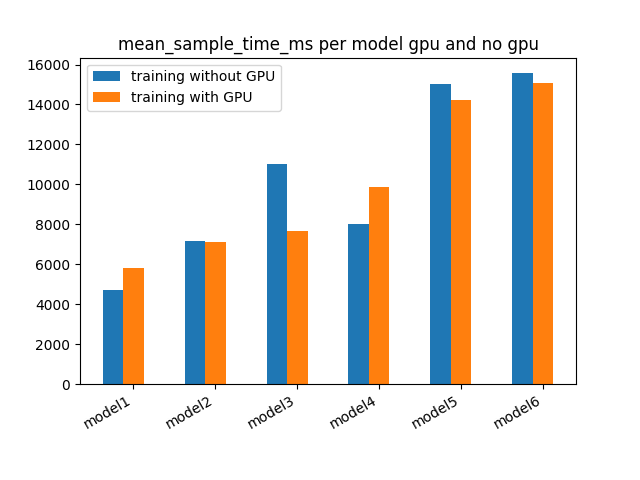 mean_sample_time_ms per model gpu and no gpu
training without GPU
training with GPU
16000
14000
12000
10000
8000
6000
4000
2000
0
model1
model2
model3
model4
model5
model6